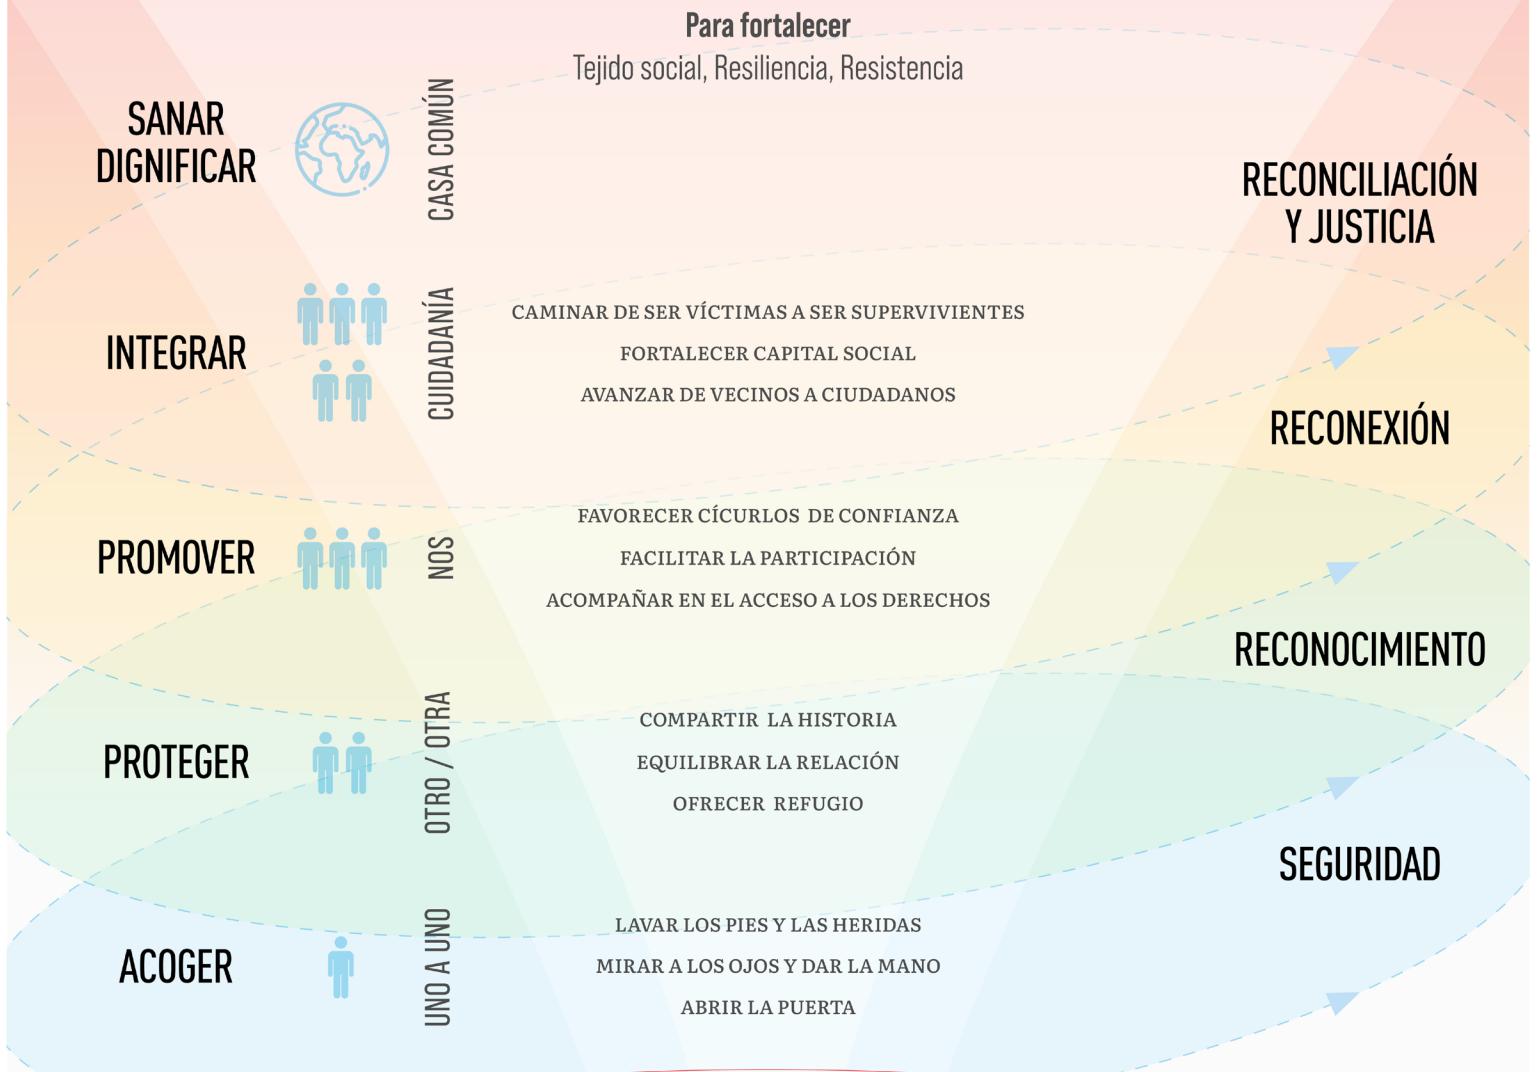 Para fortalecer
Tejido social, Resiliencia, Resistencia
SANAR
DIGNIFICAR
CASA COMÚN
RECONCILIACIÓN
Y JUSTICIA
INTEGRAR
CUIDADANÍA
CAMINAR DE SER VÍCTIMAS A SER SUPERVIVIENTES
FORTALECER CAPITAL SOCIAL
AVANZAR DE VECINOS A CIUDADANOS
RECONEXIÓN
PROMOVER
NOS
FAVORECER CÍCURLOS DE CONFIANZA
FACILITAR LA PARTICIPACIÓN
ACOMPAÑAR EN EL ACCESO A LOS DERECHOS
RECONOCIMIENTO
PROTEGER
OTRO / OTRA
COMPARTIR LA HISTORIA
EQUILIBRAR LA RELACIÓN
OFRECER REFUGIO
SEGURIDAD
ACOGER
UNO A UNO
LAVAR LOS PIES Y LAS HERIDAS
MIRAR A LOS OJOS Y DAR LA MANO
ABRIR LA PUERTA